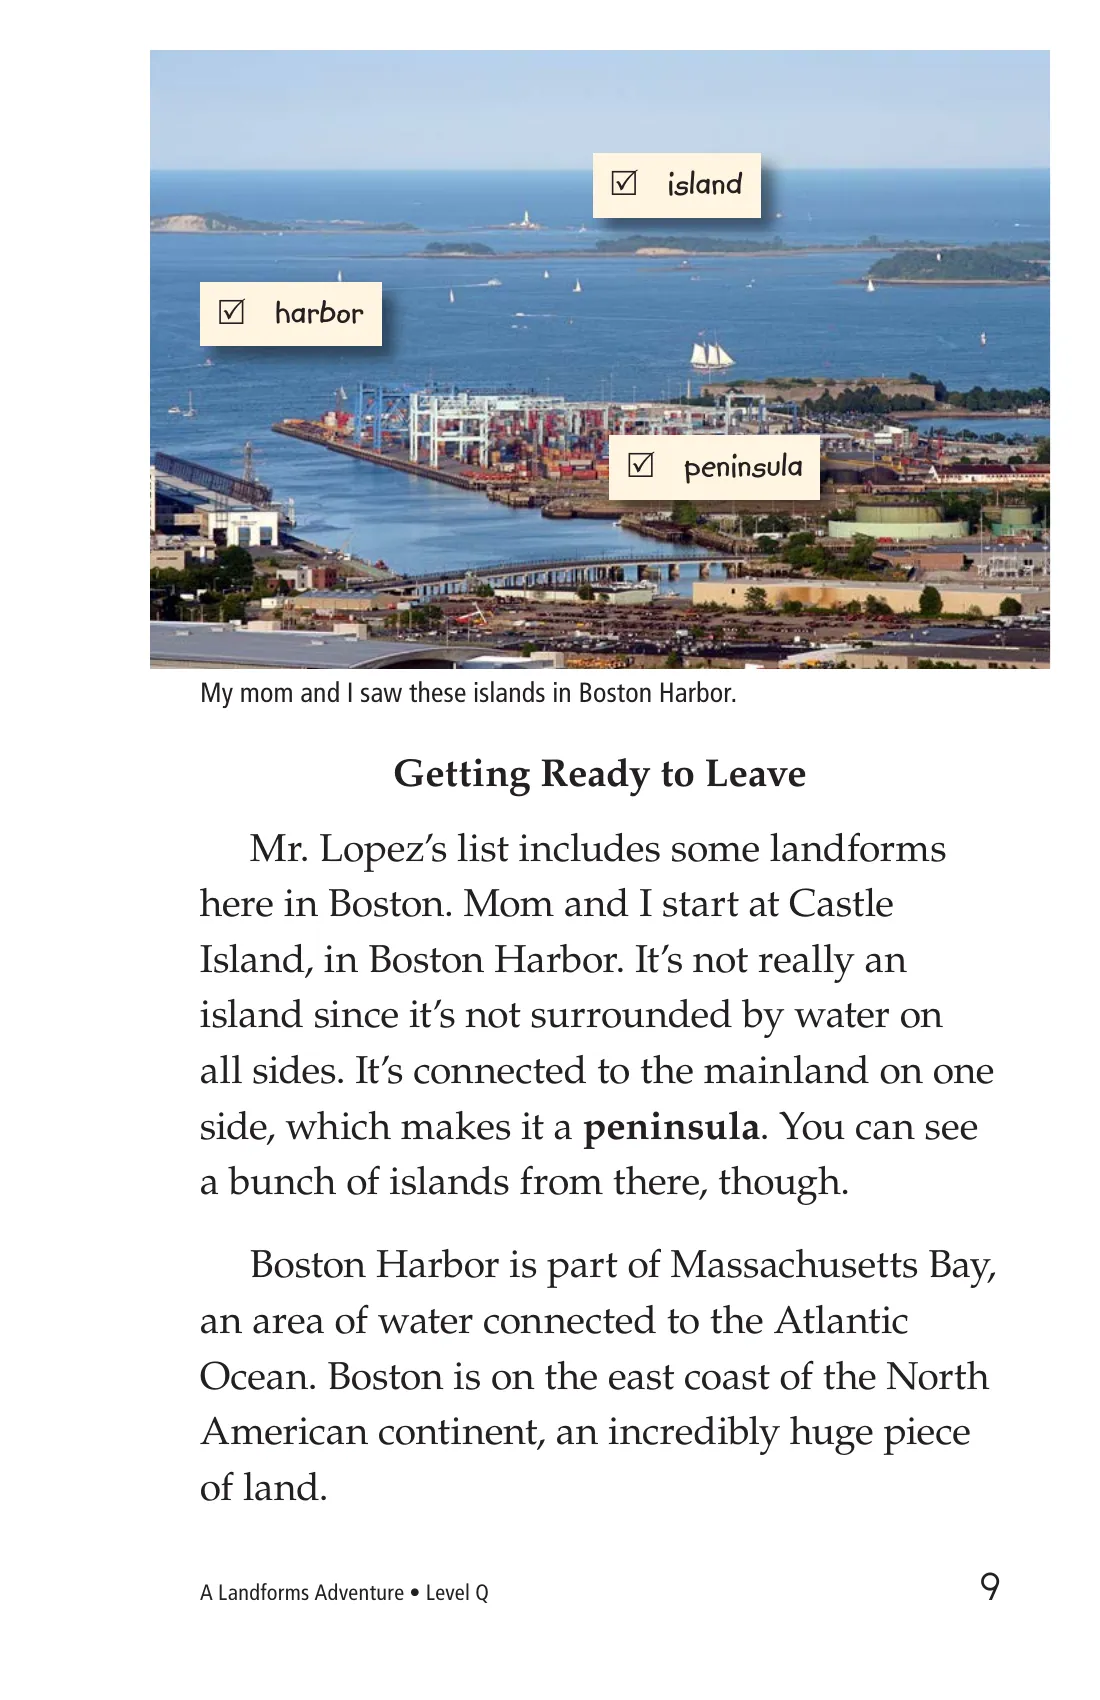 ☑ island
☑ harbor
☑ peninsula
My mom and I saw these islands in Boston Harbor.
Getting Ready to Leave
Mr. Lopez’s list includes some landforms
here in Boston. Mom and I start at Castle
Island, in Boston Harbor. It’s not really an
island since it’s not surrounded by water on
all sides. It’s connected to the mainland on one
side, which makes it a peninsula. You can see
a bunch of islands from there, though.
Boston Harbor is part of Massachusetts Bay,
an area of water connected to the Atlantic
Ocean. Boston is on the east coast of the North
American continent, an incredibly huge piece
of land.
A Landforms Adventure • Level Q
9